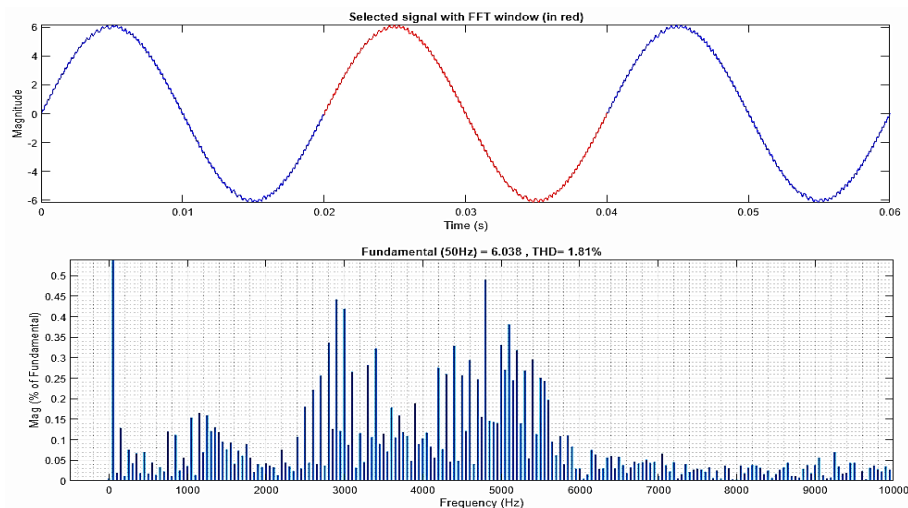 Selected signal with FFT window (in red)
6
4
2
0
-2
-4
-6
Magnitude
0 0.01 0.02 0.03 0.04 0.05 0.06
Time (s)
Fundamental (50Hz) = 6.038 , THD= 1.81%
0.5
0.45
0.4
0.35
0.3
0.25
0.2
0.15
0.1
0.05
0
Mag (% of Fundamental)
0 1000 2000 3000 4000 5000 6000 7000 8000 9000 10000
Frequency (Hz)